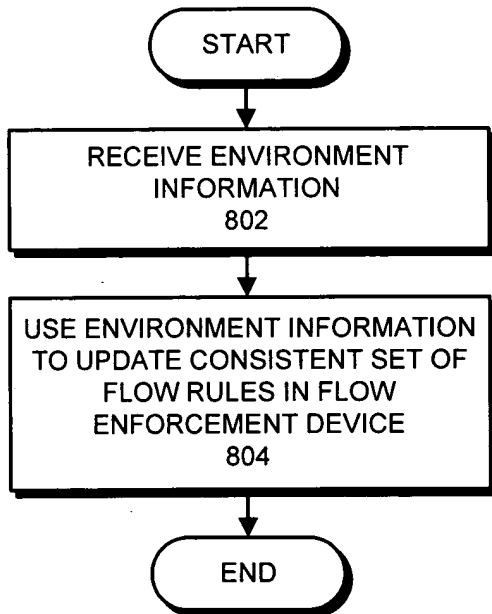 START
RECEIVE ENVIRONMENT
INFORMATION
802
USE ENVIRONMENT INFORMATION
TO UPDATE CONSISTENT SET OF
FLOW RULES IN FLOW
ENFORCEMENT DEVICE
804
END